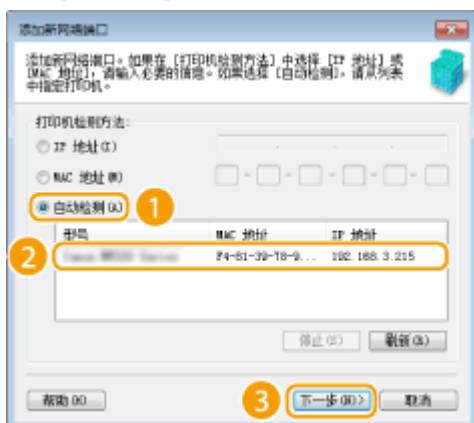 添加新网络端口
添加新网络端口。如果在 [打印机检测方法] 中选择 [IP 地址] 或
[MAC 地址]，请输入必要的信息。如果选择 [自动检测]，请从列表
中指定打印机。
打印机检测方法:
IP 地址(I)
MAC 地址(M)
自动检测(A) 1
型号 MAC 地址 IP 地址
2 F4-81-39-T8-9... 192.168.3.215
停止(S) 刷新(R)
帮助(H) 3 下一步(N)> 取消